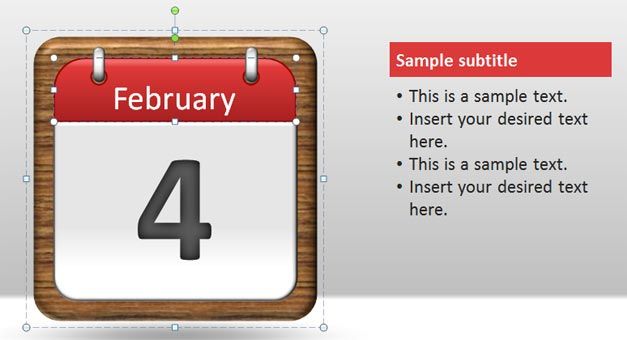 February
4
Sample subtitle
• This is a sample text.
• Insert your desired text
here.
• This is a sample text.
• Insert your desired text
here.